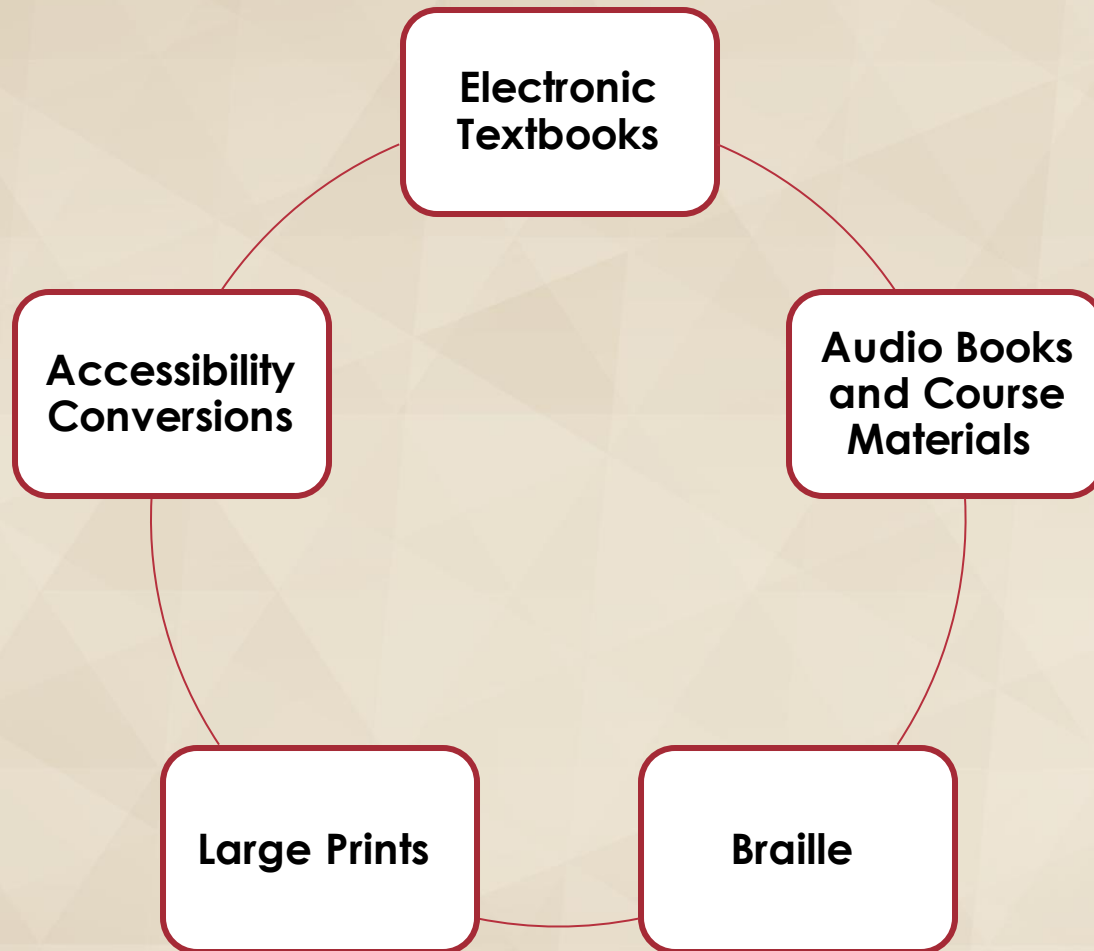 Electronic
Textbooks
Audio Books
and Course
Materials
Braille
Large Prints
Accessibility
Conversions